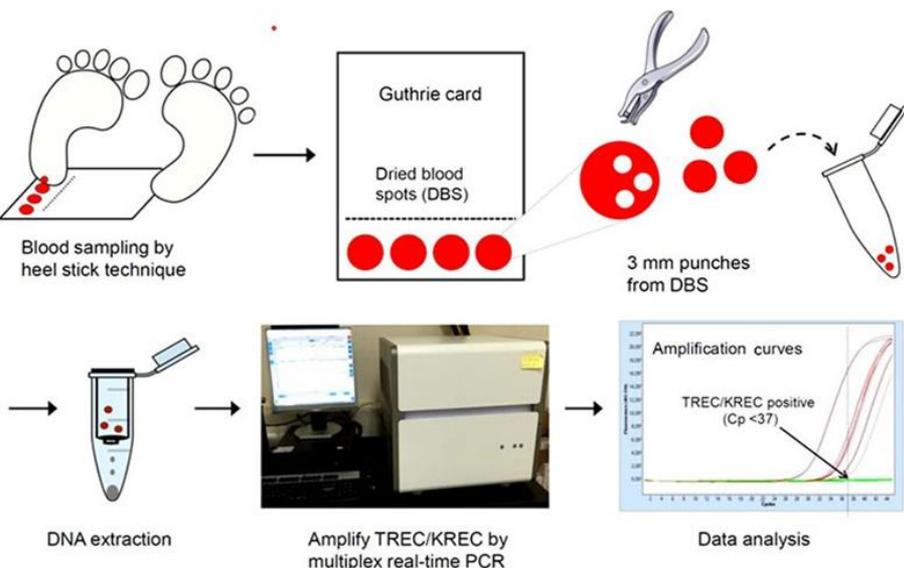 Guthrie card
Dried blood
spots (DBS)
Blood sampling by
heel stick technique
3 mm punches
from DBS
Amplification curves
TREC/KREC positive
(Cp <37)
DNA extraction
Amplify TREC/KREC by
multiplex real-time PCR
Data analysis